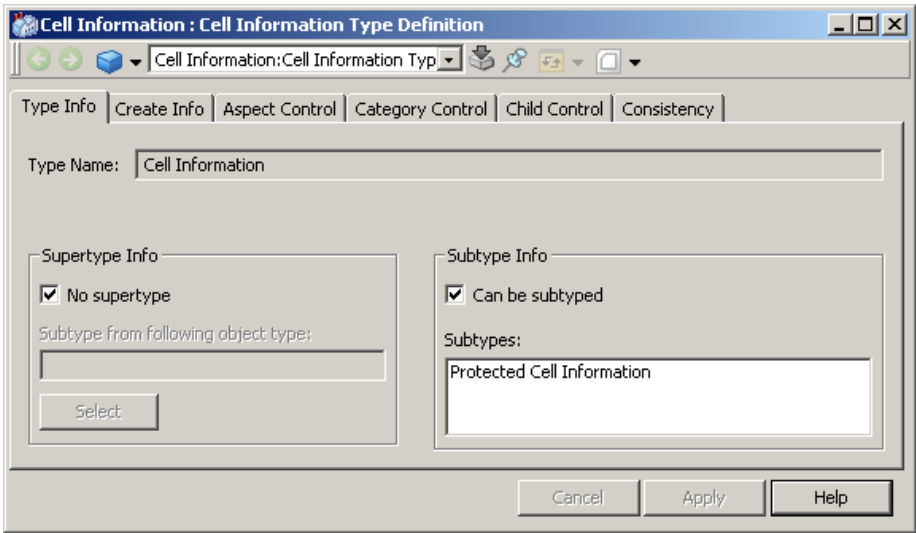 Cell Information : Cell Information Type Definition
Cell Information:Cell Information Typ
Type Info Create Info Aspect Control Category Control Child Control Consistency
Type Name: Cell Information
Supertype Info
No supertype
Subtype from following object type:
Select
Subtype Info
Can be subtyped
Subtypes:
Protected Cell Information
Cancel Apply Help